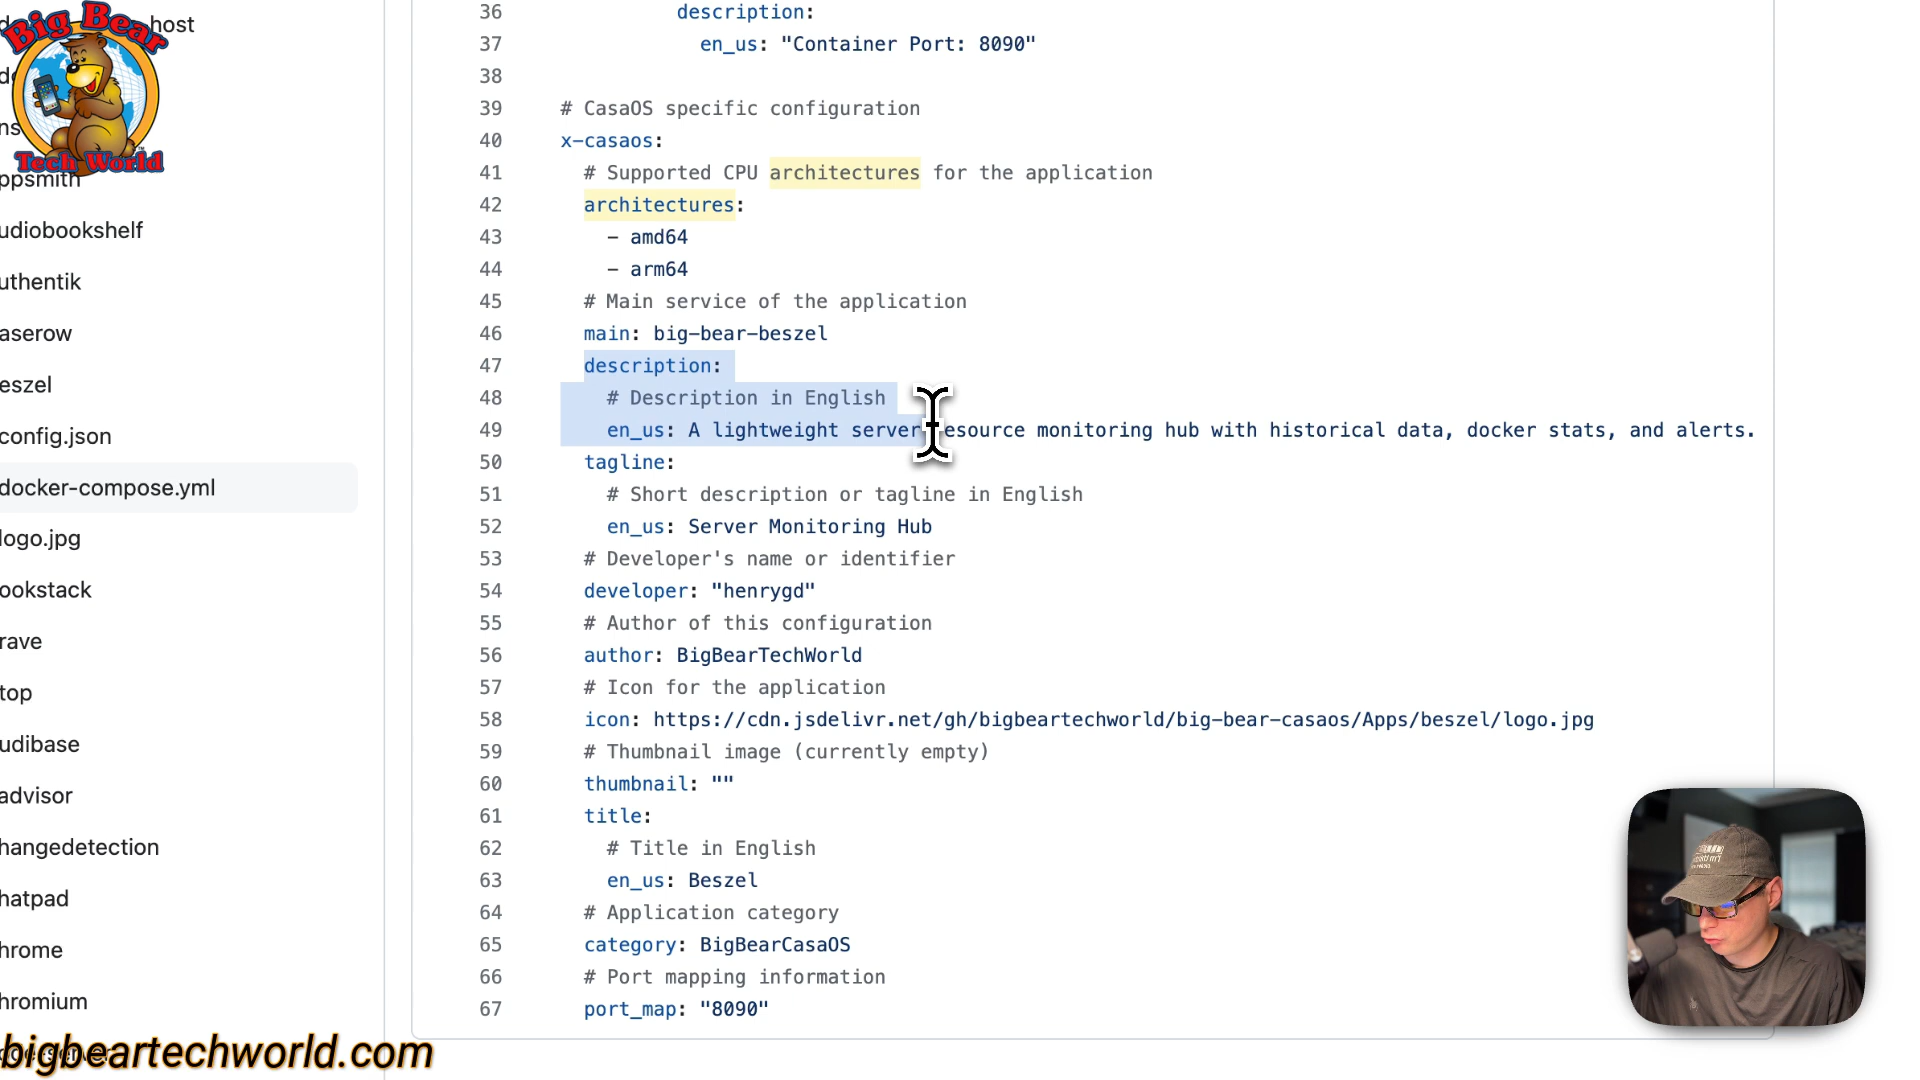 Big Bear
Tech World
host
ppsmith
udiobookshelf
uthentik
aserow
eszel
config.json
docker-compose.yml
logo.jpg
ookstack
rave
top
udibase
advisor
hangedetection
hatpad
hrome
hromium
bigbeartechworld.com
36 description:
37 en_us: "Container Port: 8090"
38
39 # CasaOS specific configuration
40 x-casaos:
41 # Supported CPU architectures for the application
42 architectures:
43 - amd64
44 - arm64
45 # Main service of the application
46 main: big-bear-beszel
47 description:
48 # Description in English
49 en_us: A lightweight server resource monitoring hub with historical data, docker stats, and alerts.
50 tagline:
51 # Short description or tagline in English
52 en_us: Server Monitoring Hub
53 # Developer's name or identifier
54 developer: "henrygd"
55 # Author of this configuration
56 author: BigBearTechWorld
57 # Icon for the application
58 icon: https://cdn.jsdelivr.net/gh/bigbeartechworld/big-bear-casaos/Apps/beszel/logo.jpg
59 # Thumbnail image (currently empty)
60 thumbnail: ""
61 title:
62 # Title in English
63 en_us: Beszel
64 # Application category
65 category: BigBearCasaOS
66 # Port mapping information
67 port_map: "8090"